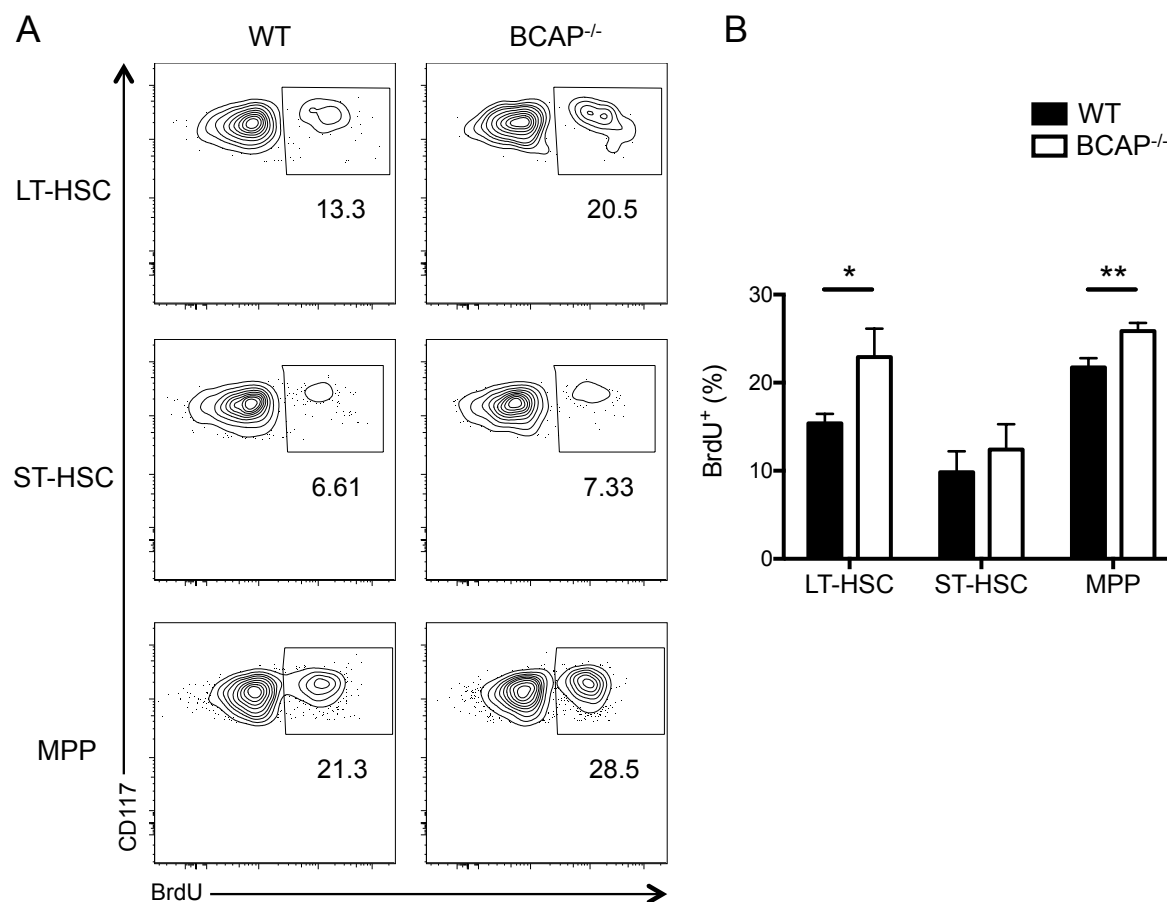 A
WT
BCAP-/-
LT-HSC
13.3
20.5
ST-HSC
6.61
7.33
MPP
21.3
28.5
CD117
BrdU
B
WT
BCAP-/-
*
**
BrdU+ (%)
30
20
10
0
LT-HSC
ST-HSC
MPP